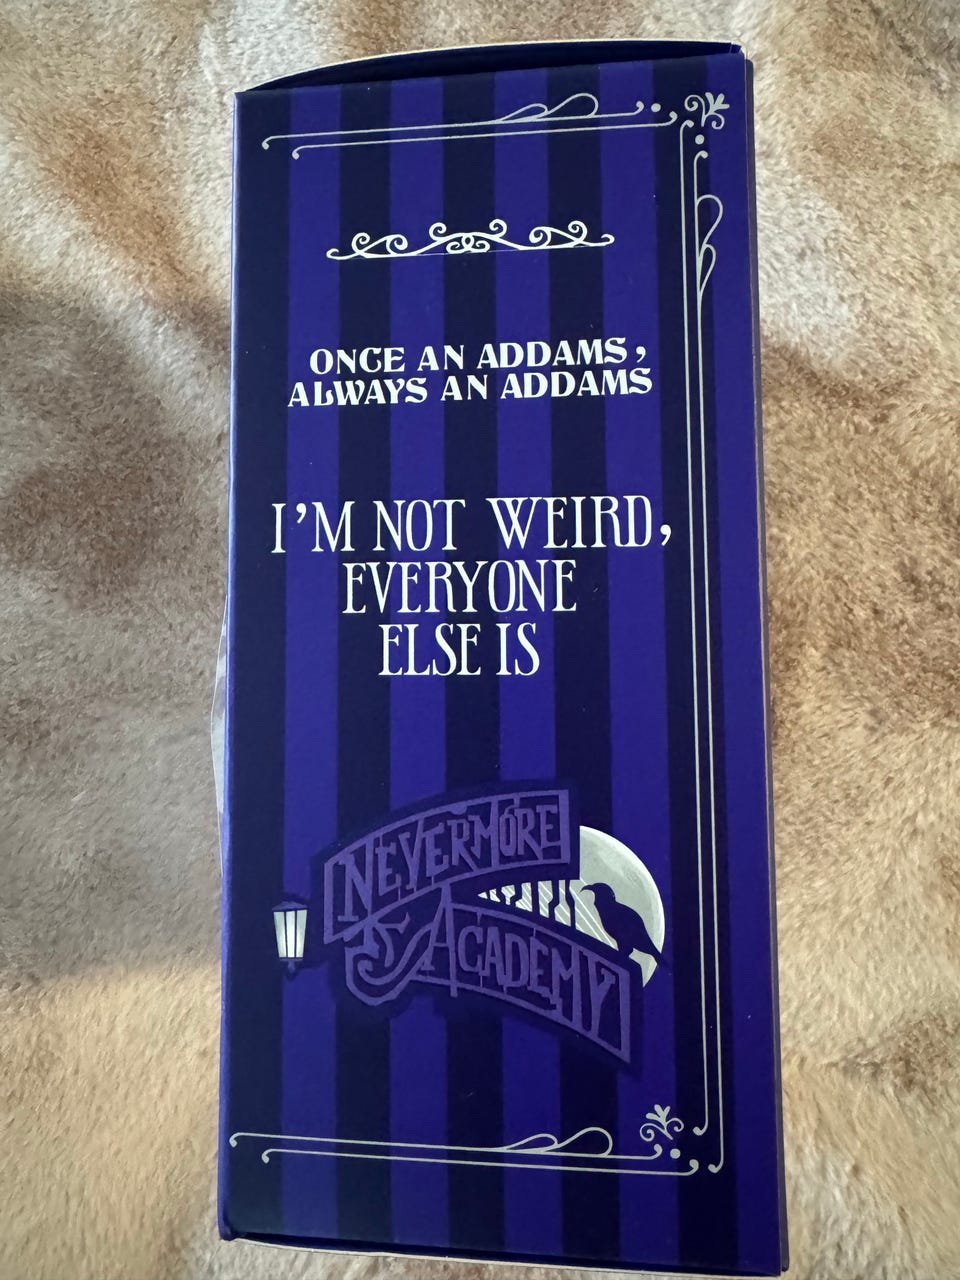 ONCE AN ADDAMS,
ALWAYS AN ADDAMS
I'M NOT WEIRD,
EVERYONE
ELSE IS
NEVERMORE
ACADEMY